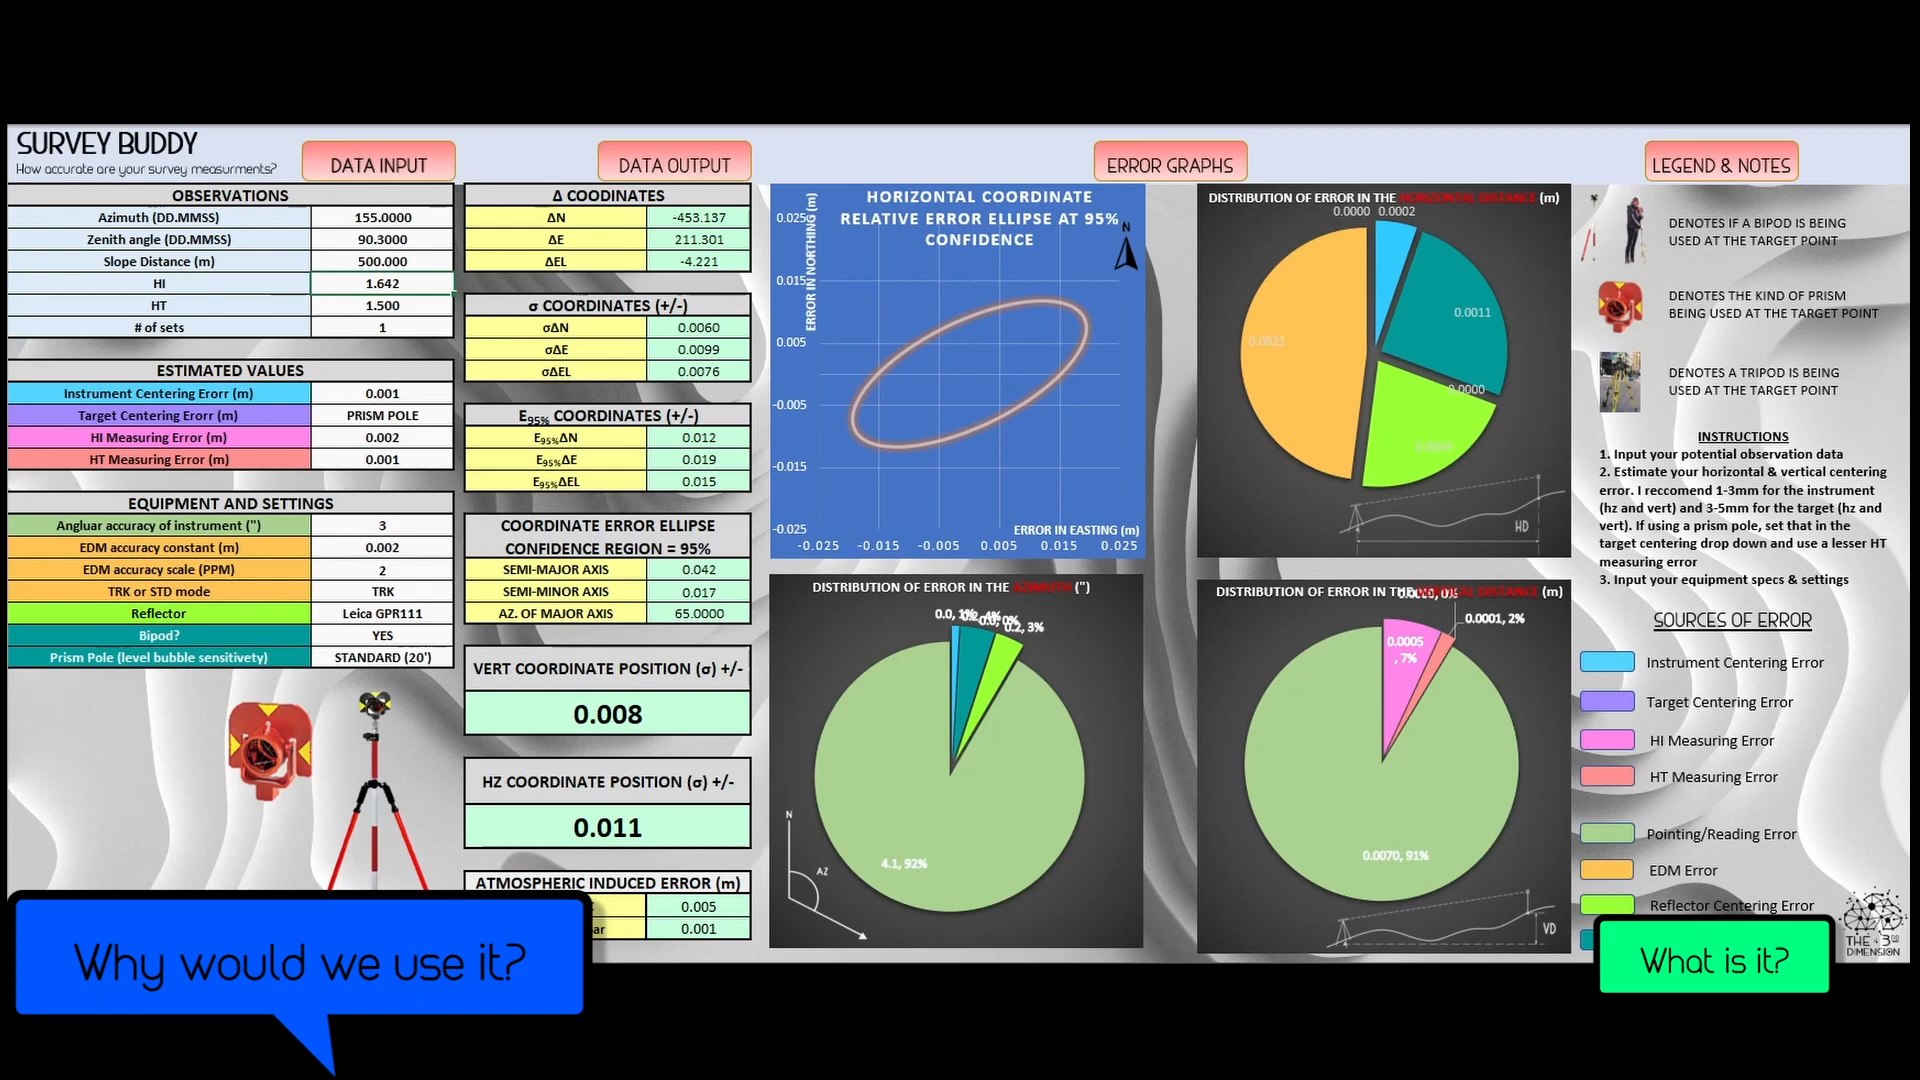 SURVEY BUDDY
How accurate are your survey measurments?
DATA INPUT
DATA OUTPUT
ERROR GRAPHS
LEGEND & NOTES
OBSERVATIONS
Azimuth (DD.MMSS) 155.0000
Zenith angle (DD.MMSS) 90.3000
Slope Distance (m) 500.000
HI 1.642
HT 1.500
# of sets 1
ESTIMATED VALUES
Instrument Centering Erorr (m) 0.001
Target Centering Erorr (m) PRISM POLE
HI Measuring Error (m) 0.002
HT Measuring Error (m) 0.001
EQUIPMENT AND SETTINGS
Angluar accuracy of instrument (") 3
EDM accuracy constant (m) 0.002
EDM accuracy scale (PPM) 2
TRK or STD mode TRK
Reflector Leica GPR111
Bipod? YES
Prism Pole (level bubble sensitivety) STANDARD (20')
Δ COODINATES
ΔN -453.137
ΔE 211.301
ΔEL -4.221
σ COORDINATES (+/-)
σΔN 0.0060
σΔE 0.0099
σΔEL 0.0076
E95% COORDINATES (+/-)
E95%ΔN 0.012
E95%ΔE 0.019
E95%ΔEL 0.015
COORDINATE ERROR ELLIPSE
CONFIDENCE REGION = 95%
SEMI-MAJOR AXIS 0.042
SEMI-MINOR AXIS 0.017
AZ. OF MAJOR AXIS 65.0000
VERT COORDINATE POSITION (σ) +/-
0.008
HZ COORDINATE POSITION (σ) +/-
0.011
ATMOSPHERIC INDUCED ERROR (m)
0.005
ar 0.001
HORIZONTAL COORDINATE
RELATIVE ERROR ELLIPSE AT 95%
CONFIDENCE
N
ERROR IN NORTHING (m)
0.025
0.015
0.005
-0.005
-0.015
-0.025
ERROR IN EASTING (m)
-0.025 -0.015 -0.005 0.005 0.015 0.025
DISTRIBUTION OF ERROR IN THE AZIMUTH (")
0.0, 1%
0.2, 3%
4.1, 92%
N
AZ
DISTRIBUTION OF ERROR IN THE HORIZONTAL DISTANCE (m)
0.0000 0.0002
0.0011
0.0021
0.0000
HD
DISTRIBUTION OF ERROR IN THE VERTICAL DISTANCE (m)
0.0001, 2%
0.0005
, 7%
0.0070, 91%
VD
DENOTES IF A BIPOD IS BEING
USED AT THE TARGET POINT
DENOTES THE KIND OF PRISM
BEING USED AT THE TARGET POINT
DENOTES A TRIPOD IS BEING
USED AT THE TARGET POINT
INSTRUCTIONS
1. Input your potential observation data
2. Estimate your horizontal & vertical centering
error. I reccomend 1-3mm for the instrument
(hz and vert) and 3-5mm for the target (hz and
vert). If using a prism pole, set that in the
target centering drop down and use a lesser HT
measuring error
3. Input your equipment specs & settings
SOURCES OF ERROR
Instrument Centering Error
Target Centering Error
HI Measuring Error
HT Measuring Error
Pointing/Reading Error
EDM Error
Reflector Centering Error
THE 3RD
DIMENSION
Why would we use it?
What is it?